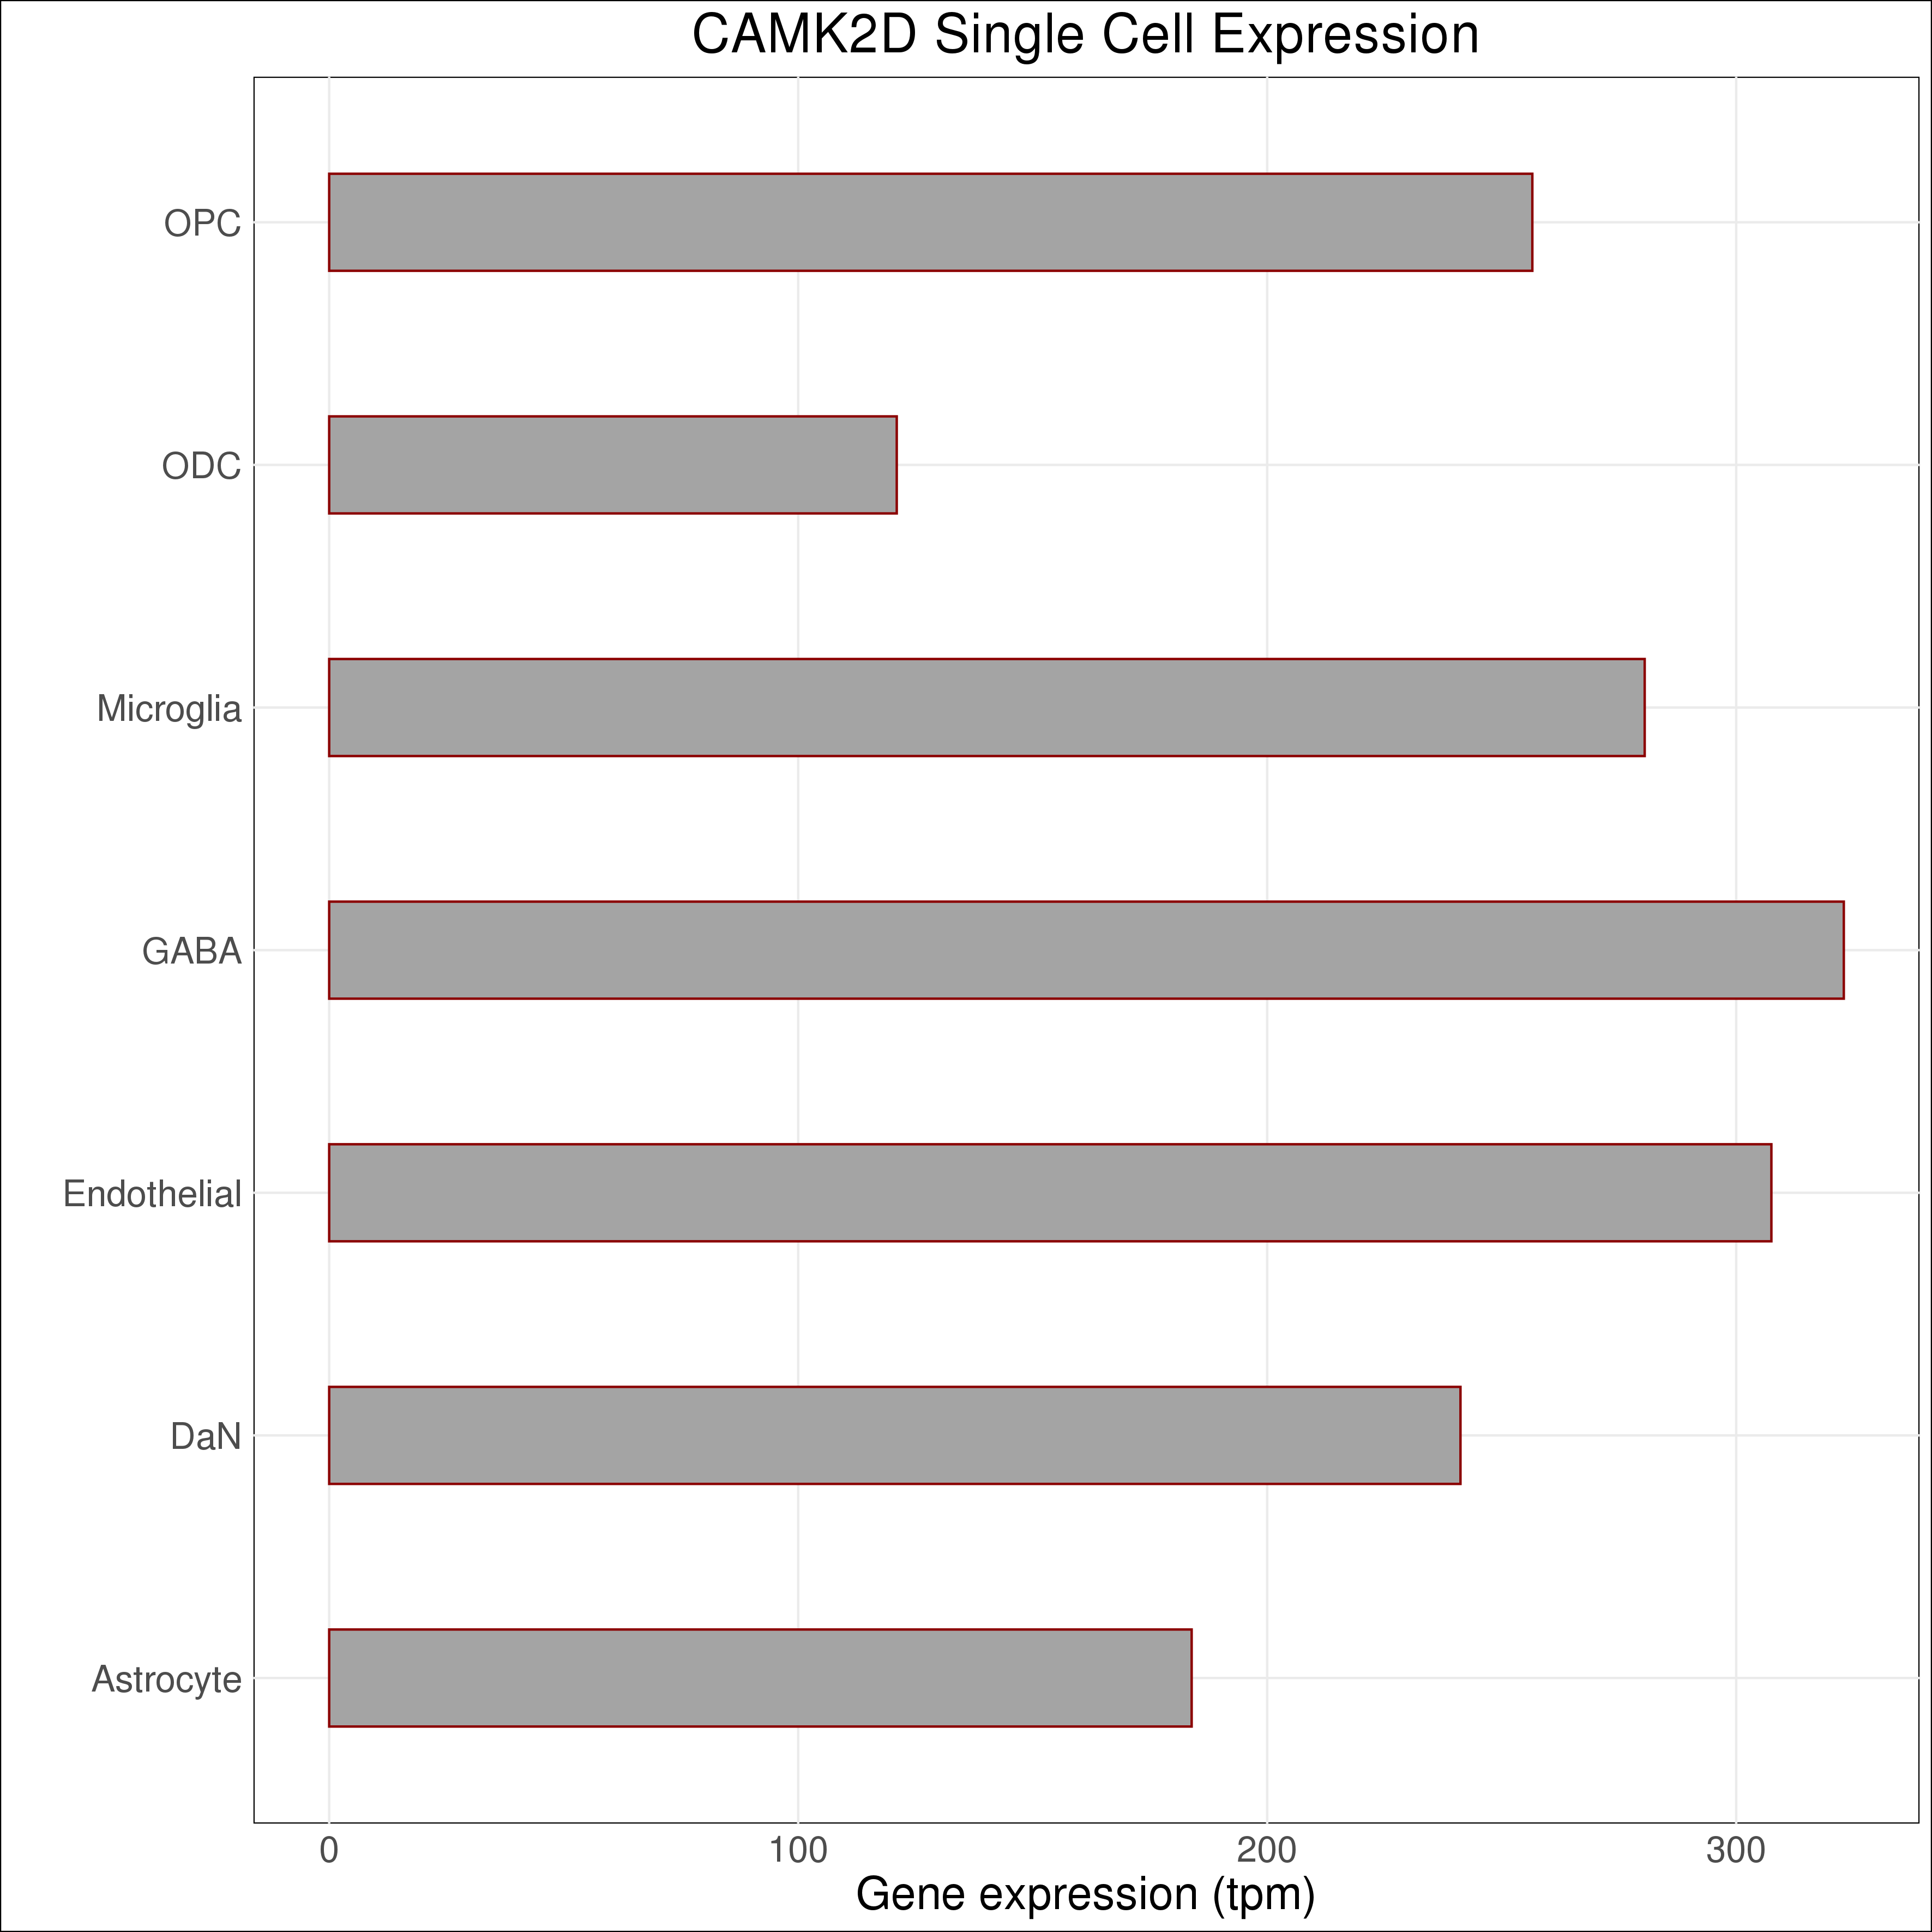 CAMK2D Single Cell Expression
OPC
ODC
Microglia
GABA
Endothelial
DaN
Astrocyte
0 100 200 300
Gene expression (tpm)